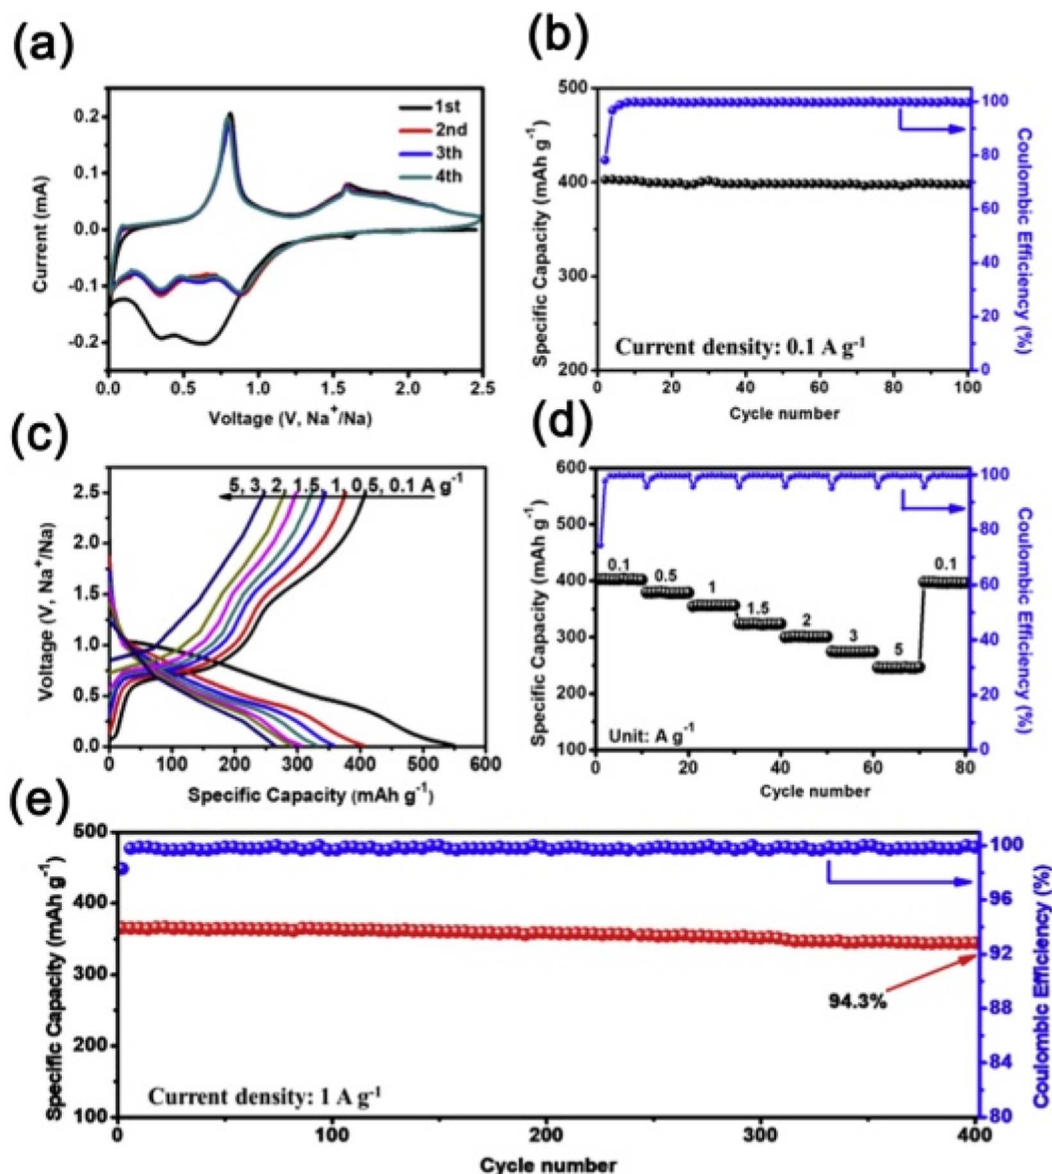 (a)
0.2
0.1
0.0
-0.1
-0.2
Current (mA)
1st
2nd
3th
4th
0.0 0.5 1.0 1.5 2.0 2.5
Voltage (V, Na⁺/Na)
(b)
500
400
300
200
Specific Capacity (mAh g⁻¹)
100
80
60
40
20
0
Coulombic Efficiency (%)
Current density: 0.1 A g⁻¹
0 20 40 60 80 100
Cycle number
(c)
2.5
2.0
1.5
1.0
0.5
0.0
Voltage (V, Na⁺/Na)
5, 3, 2, 1.5, 1, 0.5, 0.1 A g⁻¹
0 100 200 300 400 500 600
Specific Capacity (mAh g⁻¹)
(d)
600
500
400
300
200
100
Specific Capacity (mAh g⁻¹)
0.1
0.5
1
1.5
2
3
5
0.1
100
80
60
40
20
0
Coulombic Efficiency (%)
Unit: A g⁻¹
0 20 40 60 80
Cycle number
(e)
500
400
300
200
100
Specific Capacity (mAh g⁻¹)
94.3%
100
96
92
88
84
80
Coulombic Efficiency (%)
Current density: 1 A g⁻¹
0 100 200 300 400
Cycle number